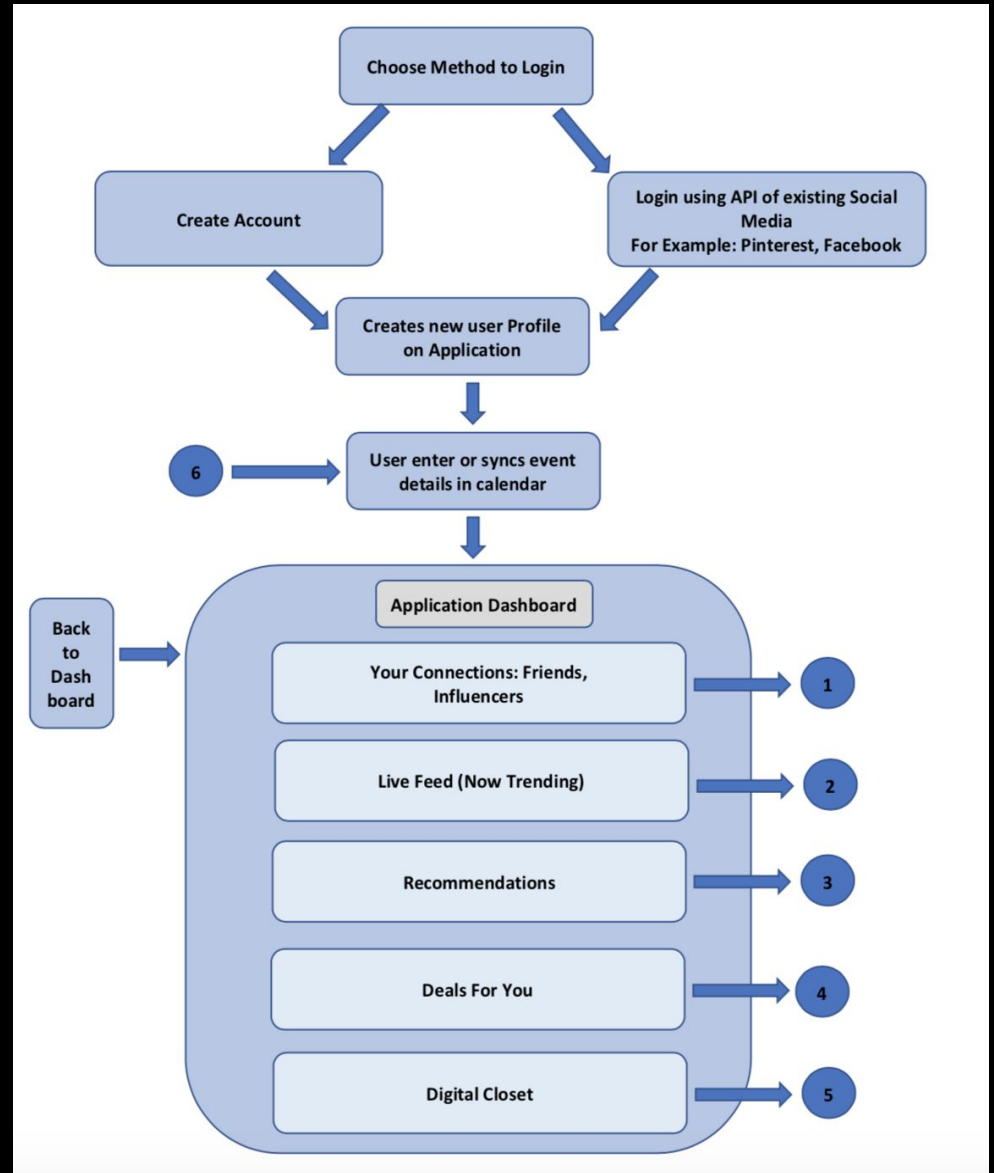 Choose Method to Login
Create Account
Login using API of existing Social
Media
For Example: Pinterest, Facebook
Creates new user Profile
on Application
6
User enter or syncs event
details in calendar
Back
to
Dash
board
Application Dashboard
Your Connections: Friends,
Influencers
1
Live Feed (Now Trending)
2
Recommendations
3
Deals For You
4
Digital Closet
5